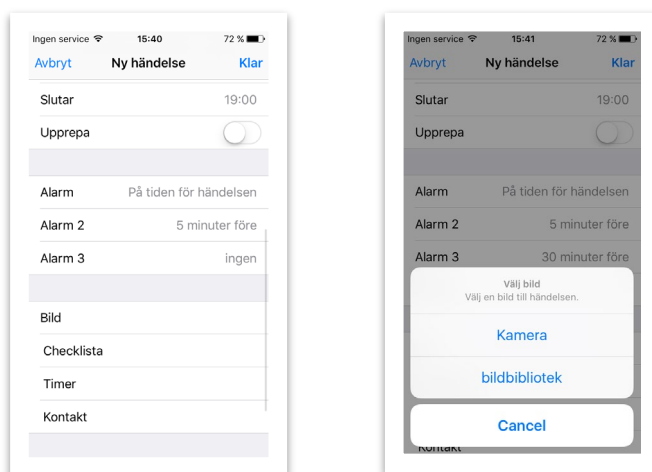 Ingen service 15:40 72 %
Avbryt Ny händelse Klar
Slutar 19:00
Upprepa
Alarm På tiden för händelsen
Alarm 2 5 minuter före
Alarm 3 ingen
Bild
Checklista
Timer
Kontakt
Ingen service 15:41 72 %
Avbryt Ny händelse Klar
Slutar 19:00
Upprepa
Alarm På tiden för händelsen
Alarm 2 5 minuter före
Alarm 3 30 minuter före
Välj bild
Välj en bild till händelsen.
Kamera
bildbibliotek
Cancel
Kontakt